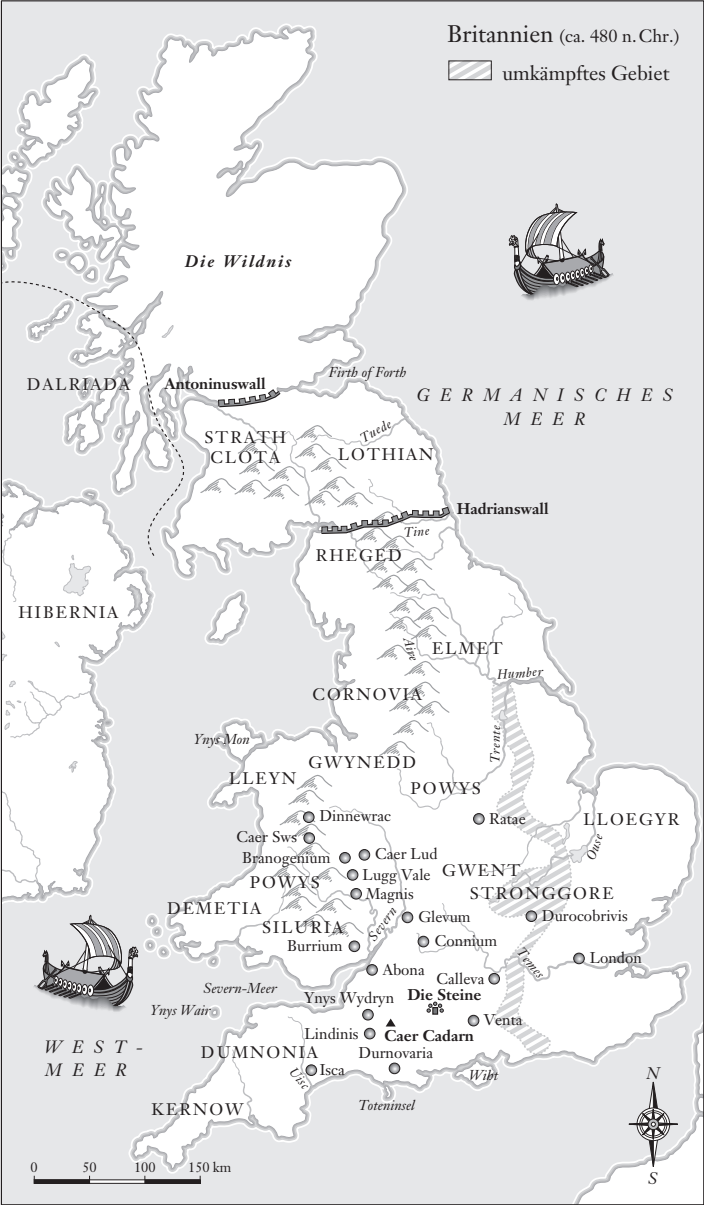 Britannien (ca. 480 n. Chr.)
umkämpftes Gebiet
Die Wildnis
Firth of Forth
DALRIADA
Antoninuswall
GERMANISCHES
MEER
Tuede
STRATH
CLOTA
LOTHIAN
Hadrianswall
Tine
RHEGED
HIBERNIA
Aire
ELMET
Humber
CORNOVIA
Trente
Ynys Mon
GWYNEDD
LLEYN
POWYS
Dinnewrac
Ratae
LLOEGYR
Caer Sws
Ouse
Branogenium
Caer Lud
Lugg Vale
GWENT
POWYS
Magnis
STRONGGORE
DEMETIA
Glevum
Durocobrivis
SILURIA
Severn
Burrium
Connium
Temes
London
Abona
Calleva
Severn-Meer
Ynys Wydryn
Die Steine
Ynys Wair
Venta
Lindinis
Caer Cadarn
WEST-
MEER
DUMNONIA
Durnovaria
Uisc
Isca
Wiht
N
Toteninsel
KERNOW
S
0 50 100 150 km